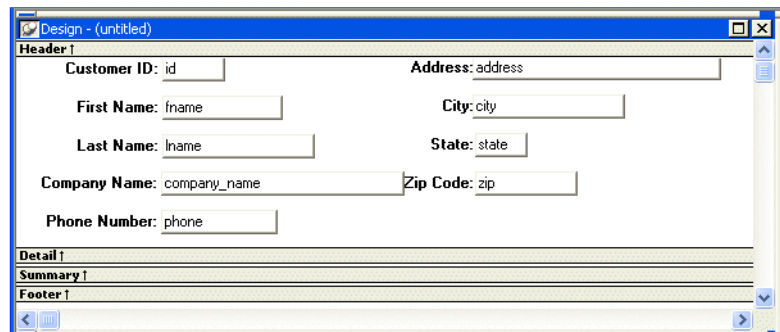 Design - (untitled)
Header ↑
Customer ID: id Address: address
First Name: fname City: city
Last Name: lname State: state
Company Name: company_name Zip Code: zip
Phone Number: phone
Detail ↑
Summary ↑
Footer ↑